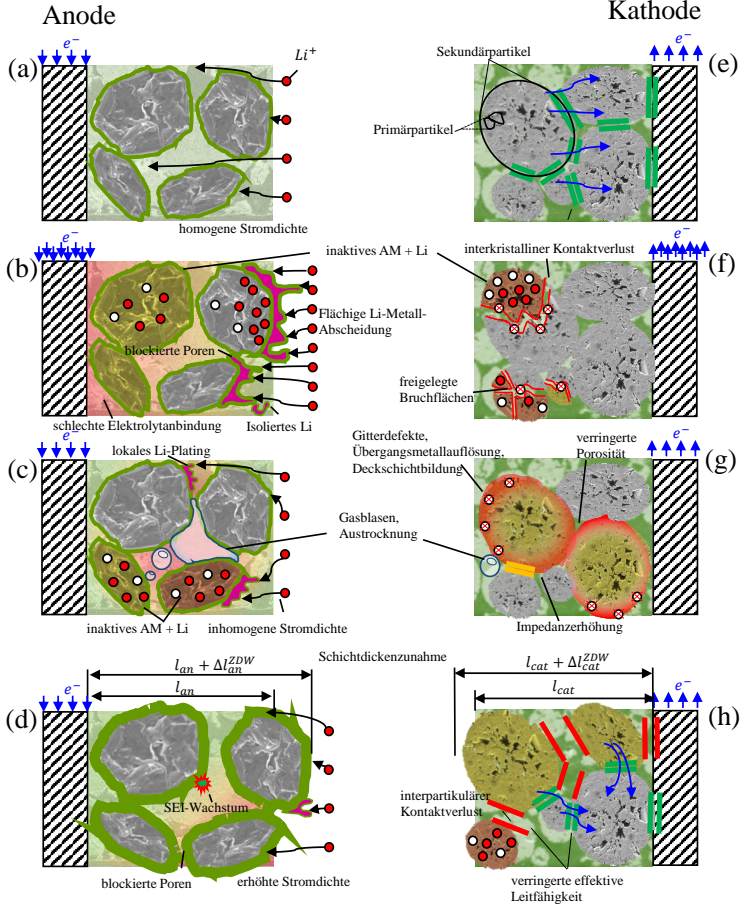 Anode
Kathode
e⁻
e⁻
(a)
Li⁺
homogene Stromdichte
(e)
Sekundärpartikel
Primärpartikel
e⁻
e⁻
(b)
inaktives AM + Li
Flächige Li-Metall-
Abscheidung
blockierte Poren
Isoliertes Li
schlechte Elektrolytanbindung
(f)
interkristalliner Kontaktverlust
freigelegte
Bruchflächen
e⁻
e⁻
(c)
lokales Li-Plating
Gasblasen,
Austrocknung
inaktives AM + Li
inhomogene Stromdichte
(g)
Gitterdefekte,
Übergangsmetallauflösung,
Deckschichtbildung
verringerte
Porosität
Impedanzerhöhung
Schichtdickenzunahme
l_an + Δl_an^ZDW
l_an
l_cat + Δl_cat^ZDW
l_cat
e⁻
e⁻
(d)
SEI-Wachstum
blockierte Poren
erhöhte Stromdichte
(h)
interpartikulärer
Kontaktverlust
verringerte effektive
Leitfähigkeit